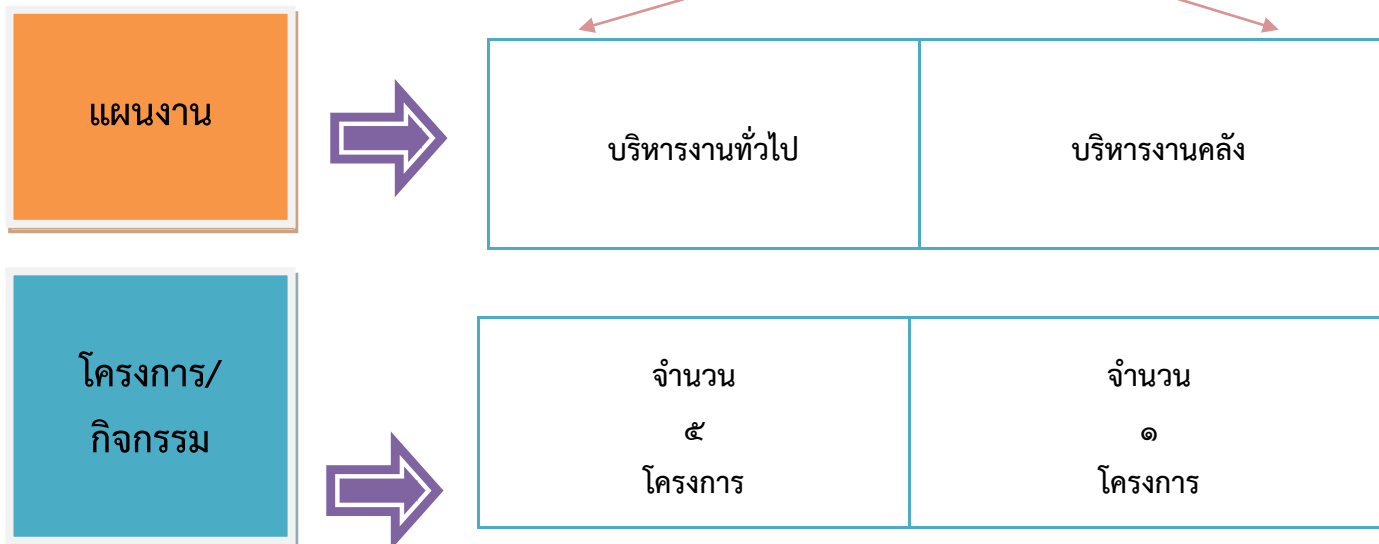 แผนงาน
บริหารงานทั่วไป
บริหารงานคลัง
โครงการ/
กิจกรรม
จำนวน
๕
โครงการ
จำนวน
๑
โครงการ